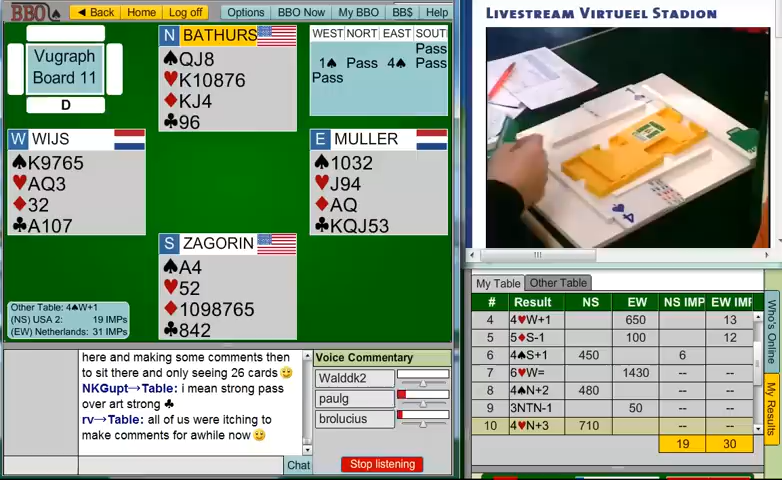 BBO Back Home Log off Options BBO Now My BBO BB$ Help
Vugraph
Board 11
D
N BATHURS
♠QJ8
♥K10876
♦KJ4
♣96
WEST NORT EAST SOUT
Pass
1♠ Pass 4♠ Pass
Pass
W WIJS
♠K9765
♥AQ3
♦32
♣A107
E MULLER
♠1032
♥J94
♦AQ
♣KQJ53
S ZAGORIN
♠A4
♥52
♦1098765
♣842
Other Table: 4♠W+1
(NS) USA 2: 19 IMPs
(EW) Netherlands: 31 IMPs
here and making some comments then
to sit there and only seeing 26 cards
NKGupt→Table: i mean strong pass
over art strong ♣
rv→Table: all of us were itching to
make comments for awhile now
Chat
Voice Commentary
Walddk2
paulg
brolucius
Stop listening
Livestream Virtueel Stadion
My Table Other Table
# Result NS EW NS IMP EW IMF
4 4♥W+1 650 13
5 5♦S-1 100 12
6 4♠S+1 450 6
7 6♥W= 1430 -- --
8 4♠N+2 480 -- --
9 3NTN-1 50 -- --
10 4♥N+3 710 -- --
19 30
Who's Online
My Results